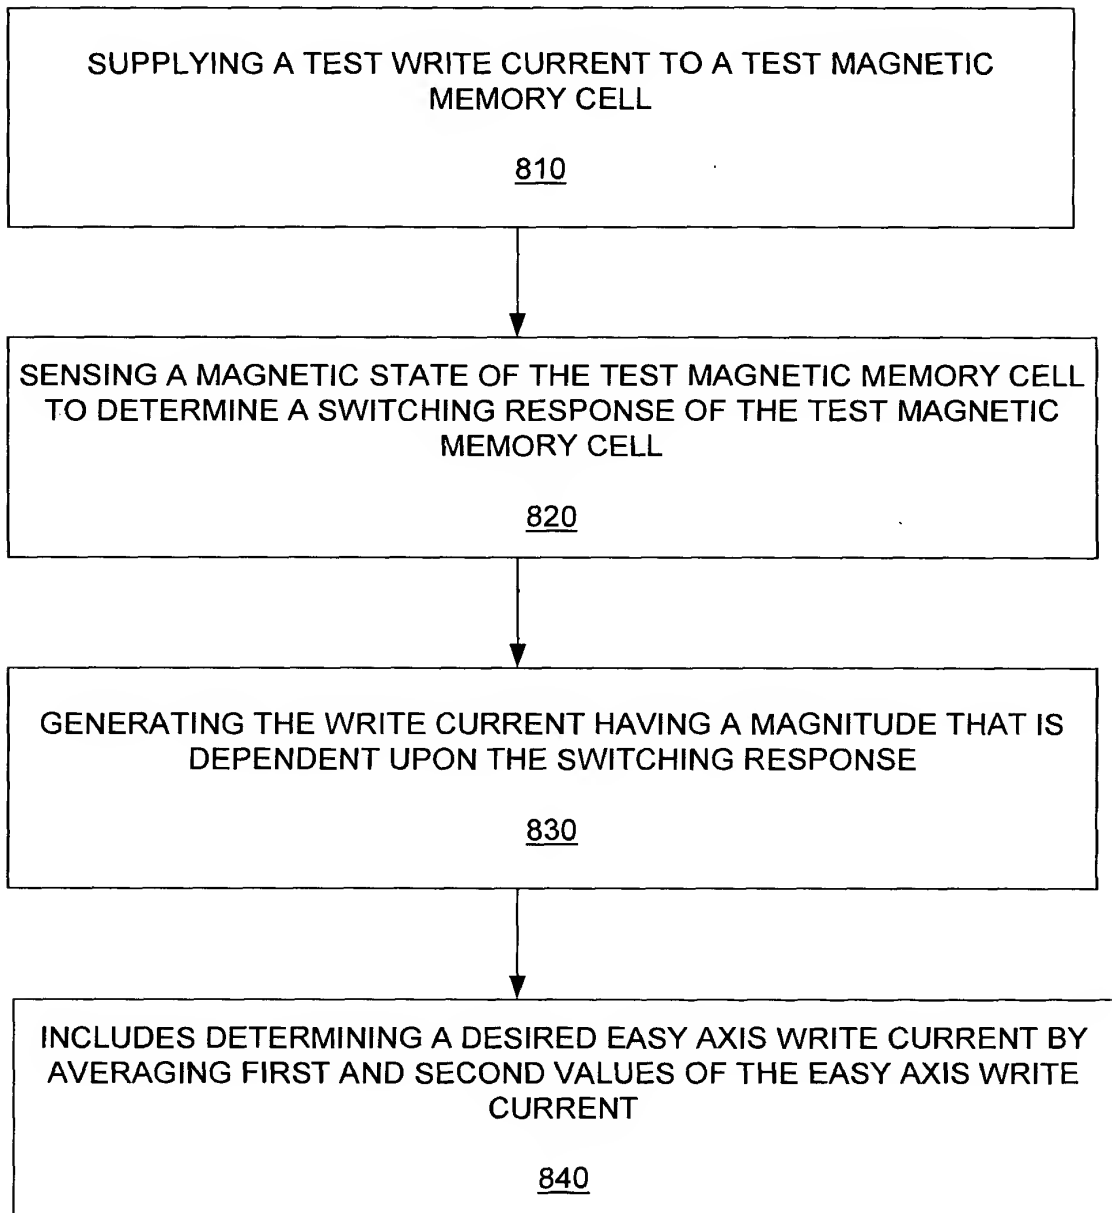 SUPPLYING A TEST WRITE CURRENT TO A TEST MAGNETIC
MEMORY CELL
810
SENSING A MAGNETIC STATE OF THE TEST MAGNETIC MEMORY CELL
TO DETERMINE A SWITCHING RESPONSE OF THE TEST MAGNETIC
MEMORY CELL
820
GENERATING THE WRITE CURRENT HAVING A MAGNITUDE THAT IS
DEPENDENT UPON THE SWITCHING RESPONSE
830
INCLUDES DETERMINING A DESIRED EASY AXIS WRITE CURRENT BY
AVERAGING FIRST AND SECOND VALUES OF THE EASY AXIS WRITE
CURRENT
840